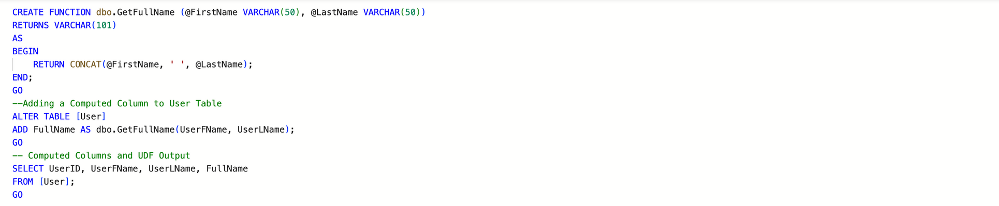 CREATE FUNCTION dbo.GetFullName (@FirstName VARCHAR(50), @LastName VARCHAR(50))
RETURNS VARCHAR(101)
AS
BEGIN
    RETURN CONCAT(@FirstName, ' ', @LastName);
END;
GO
--Adding a Computed Column to User Table
ALTER TABLE [User]
ADD FullName AS dbo.GetFullName(UserFName, UserLName);
GO
-- Computed Columns and UDF Output
SELECT UserID, UserFName, UserLName, FullName
FROM [User];
GO